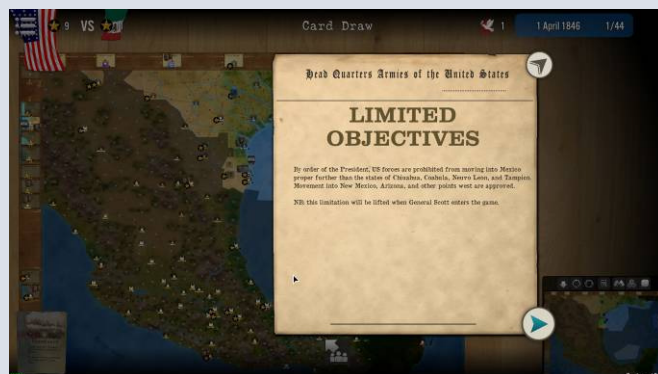 9 VS
Card Draw
1
1 April 1846 1/44
Head Quarters Armies of the United States
LIMITED
OBJECTIVES
By order of the President, US forces are prohibited from moving into Mexico
proper further than the states of Chihuahua, Coahula, Neuvo Leno, and Tampico.
Movement into New Mexico, Arizona, and other points west are approved.
NB: this limitation will be lifted when General Scott enters the game.